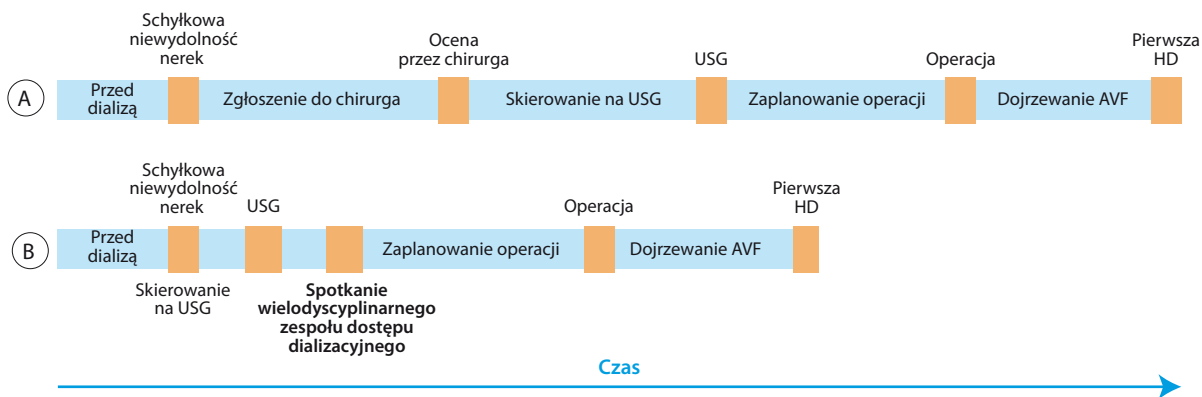 Schyłkowa
niewydolność
nerek
Ocena
przez chirurga
USG
Operacja
Pierwsza
HD
A
Przed
dializą
Zgłoszenie do chirurga
Skierowanie na USG
Zaplanowanie operacji
Dojrzewanie AVF
Schyłkowa
niewydolność
nerek
USG
Operacja
Pierwsza
HD
B
Przed
dializą
Zaplanowanie operacji
Dojrzewanie AVF
Skierowanie
na USG
Spotkanie
wielodyscyplinarnego
zespołu dostępu
dializacyjnego
Czas